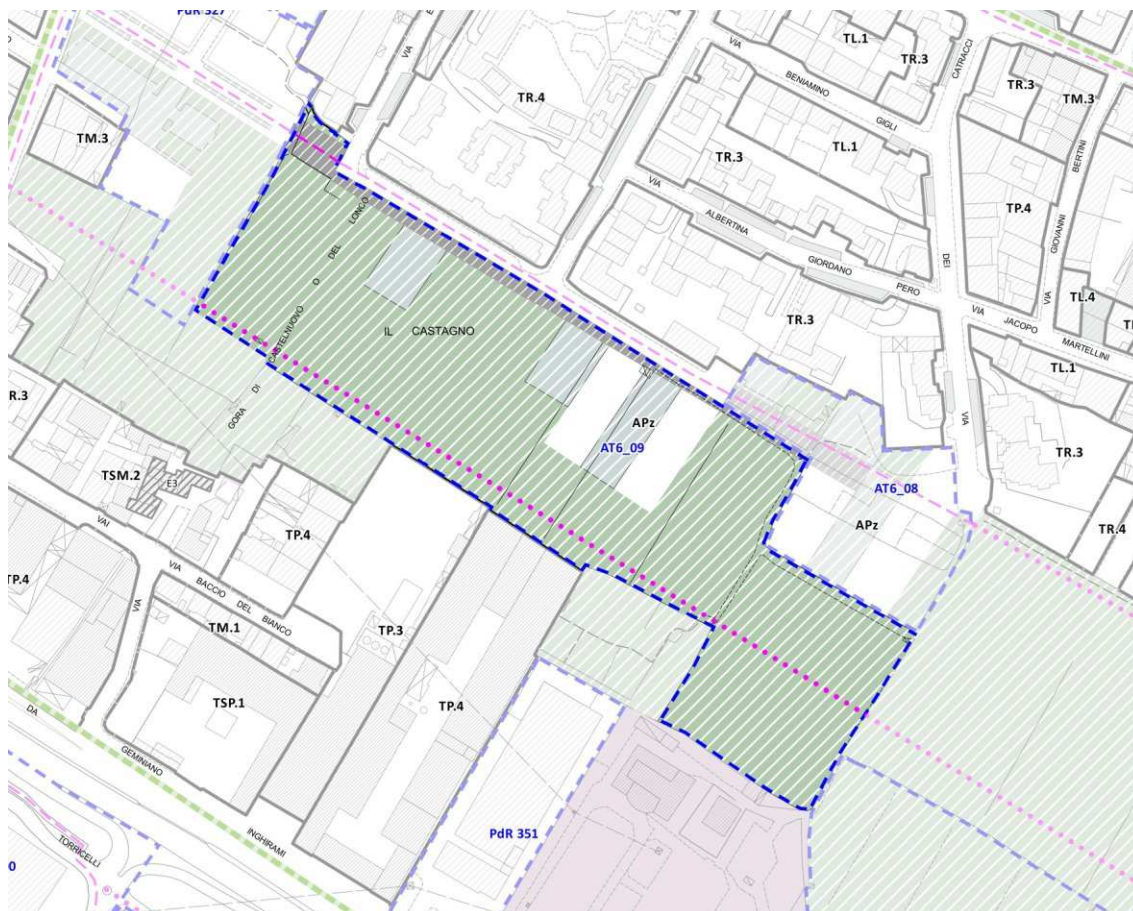 PdR 327
VIA
TR.4
VIA
BENIAMINO
GIGLI
TL.1
TR.3
CATRACCI
DEI
VIA
TR.3
TM.3
BERTINI
GIOVANNI
VIA
TM.3
TR.3
TL.1
TP.4
VIA
ALBERTINA
GIORDANO
PERO
TL.4
VIA
JACOPO
MARTELLINI
TL.1
TR.3
TR.3
TR.4
GORA DI CASTELNUOVO O DEL LONCO
IL CASTAGNO
APz
AT6_09
AT6_08
APz
R.3
TSM.2
E3
TP.4
TP.4
VIA
VIA BACCIO DEL BIANCO
TM.1
TP.3
TSP.1
TP.4
DA
GEMINIANO
INGHIRAMI
PdR 351
TORRICELLI
0